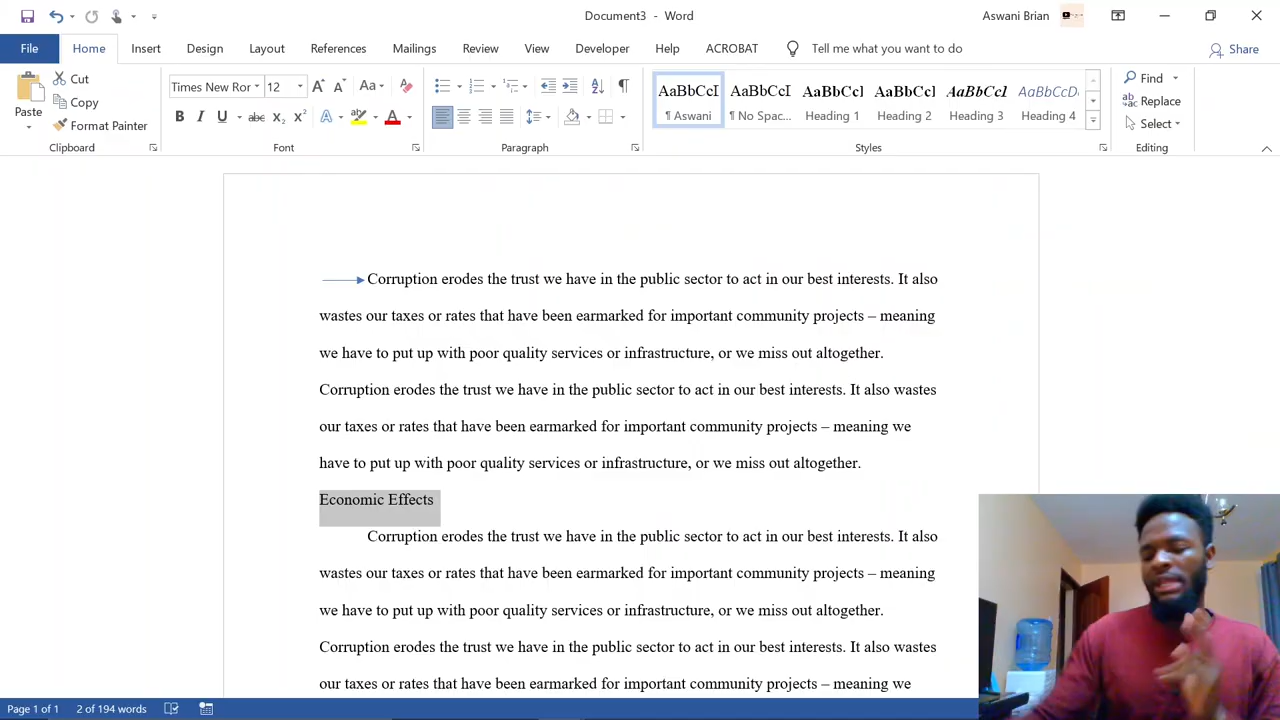 Document3 - Word
Aswani Brian
File Home Insert Design Layout References Mailings Review View Developer Help ACROBAT Tell me what you want to do Share
Paste
Cut
Copy
Format Painter
Clipboard
Times New Ror 12
Font
Paragraph
AaBbCcI AaBbCcI AaBbCcl AaBbCcl AaBbCc1 AaBbCcDi
¶ Aswani ¶ No Spac... Heading 1 Heading 2 Heading 3 Heading 4
Styles
Find
Replace
Select
Editing
Corruption erodes the trust we have in the public sector to act in our best interests. It also
wastes our taxes or rates that have been earmarked for important community projects – meaning
we have to put up with poor quality services or infrastructure, or we miss out altogether.
Corruption erodes the trust we have in the public sector to act in our best interests. It also wastes
our taxes or rates that have been earmarked for important community projects – meaning we
have to put up with poor quality services or infrastructure, or we miss out altogether.
Economic Effects
Corruption erodes the trust we have in the public sector to act in our best interests. It also
wastes our taxes or rates that have been earmarked for important community projects – meaning
we have to put up with poor quality services or infrastructure, or we miss out altogether.
Corruption erodes the trust we have in the public sector to act in our best interests. It also wastes
our taxes or rates that have been earmarked for important community projects – meaning we
Page 1 of 1 2 of 194 words